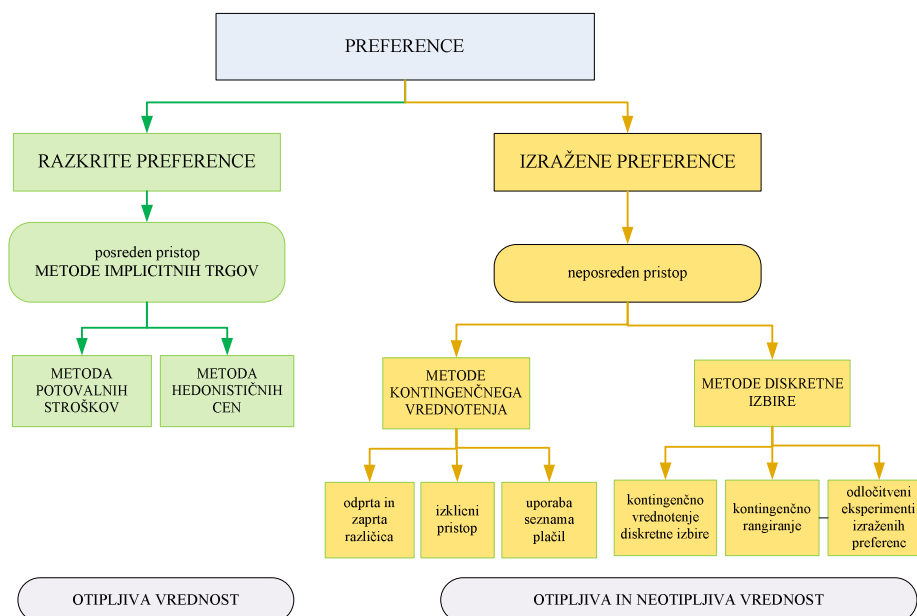 PREFERENCE
RAZKRITE PREFERENCE
IZRAŽENE PREFERENCE
posreden pristop
METODE IMPLICITNIH TRGOV
neposreden pristop
METODA
POTOVALNIH
STROŠKOV
METODA
HEDONISTIČNIH
CEN
METODE
KONTINGENČNEGA
VREDNOTENJA
METODE DISKRETNE
IZBIRE
odprta in
zaprta
različica
izklicni
pristop
uporaba
seznama
plačil
kontingenčno
vrednotenje
diskretne izbire
kontingenčno
rangiranje
odločitveni
eksperimenti
izraženih
preferenc
OTIPLJIVA VREDNOST
OTIPLJIVA IN NEOTIPLJIVA VREDNOST